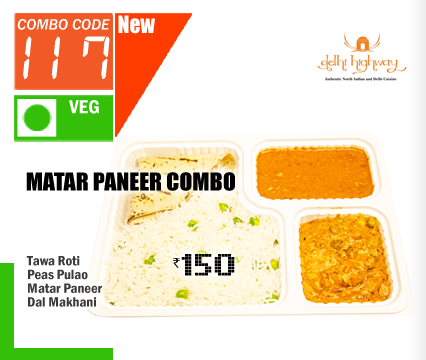 COMBO CODE
117
New
VEG
delhi highway
Authentic North Indian and Delhi Cuisine
MATAR PANEER COMBO
Tawa Roti
Peas Pulao
Matar Paneer
Dal Makhani
₹150